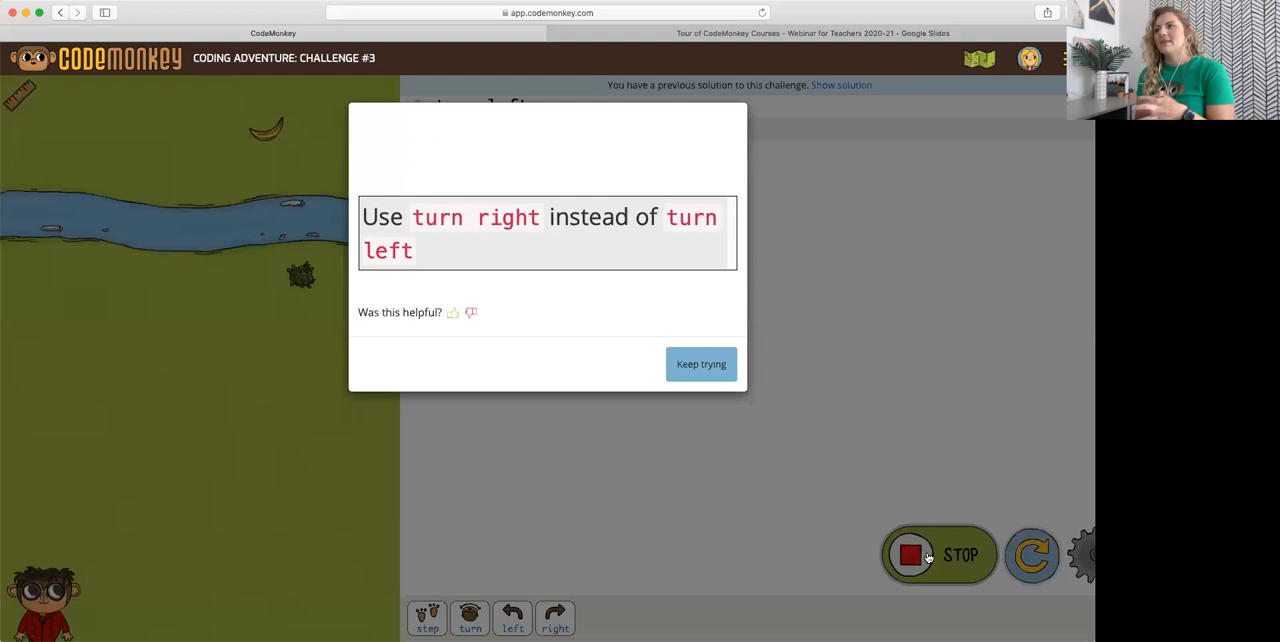 app.codemonkey.com
CodeMonkey
Tour of CodeMonkey Courses - Webinar for Teachers 2020-21 - Google Slides
CODEMONKEY
CODING ADVENTURE: CHALLENGE #3
You have a previous solution to this challenge. Show solution
Use turn right instead of turn
left
Was this helpful?
Keep trying
STOP
step turn left right